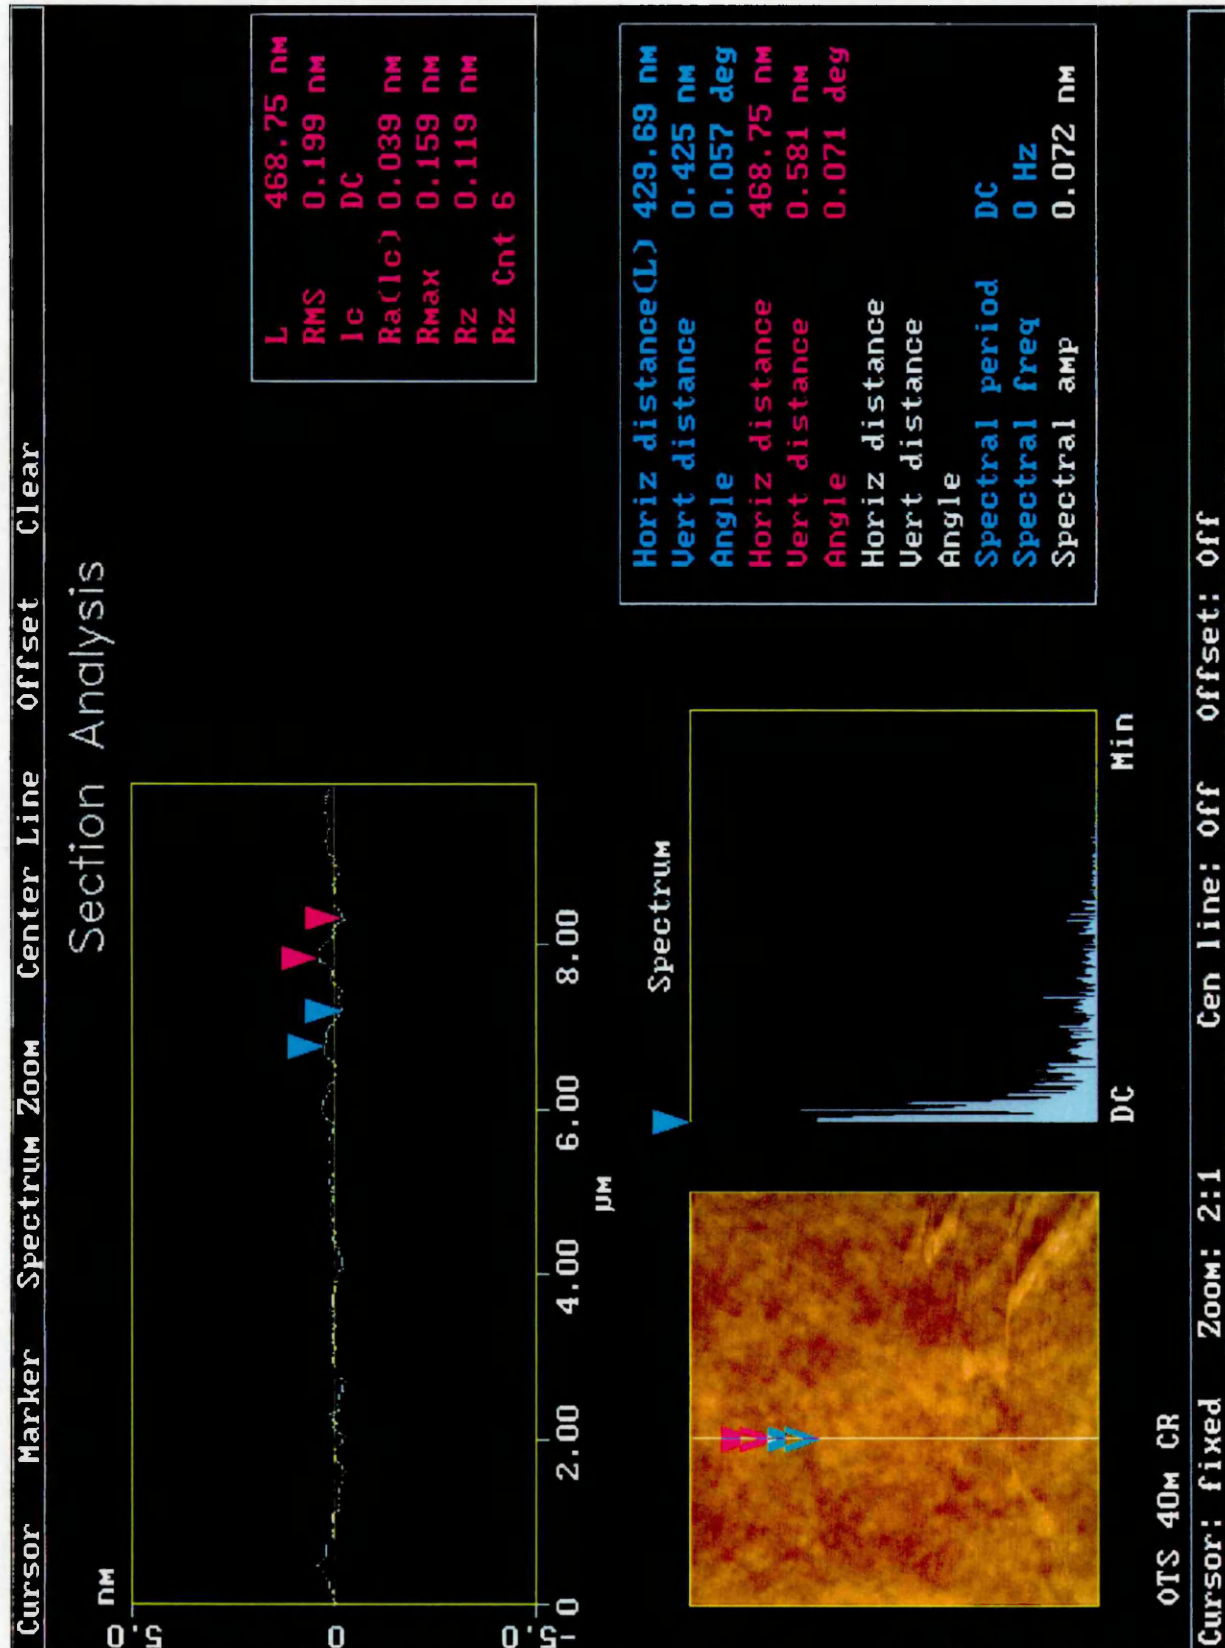 Cursor Marker Spectrum Zoom Center Line Offset Clear
Section Analysis
nm
5.0
0
-5.0
0 2.00 4.00 6.00 8.00
µm
L 468.75 nm
RMS 0.199 nm
lc DC
Ra(lc) 0.039 nm
Rmax 0.159 nm
Rz 0.119 nm
Rz Cnt 6
Spectrum
DC Min
Horiz distance(L) 429.69 nm
Vert distance 0.425 nm
Angle 0.057 deg
Horiz distance 468.75 nm
Vert distance 0.581 nm
Angle 0.071 deg
Horiz distance
Vert distance
Angle
Spectral period DC
Spectral freq 0 Hz
Spectral amp 0.072 nm
OTS 40m CR
Cursor: fixed Zoom: 2:1 Cen line: Off Offset: Off